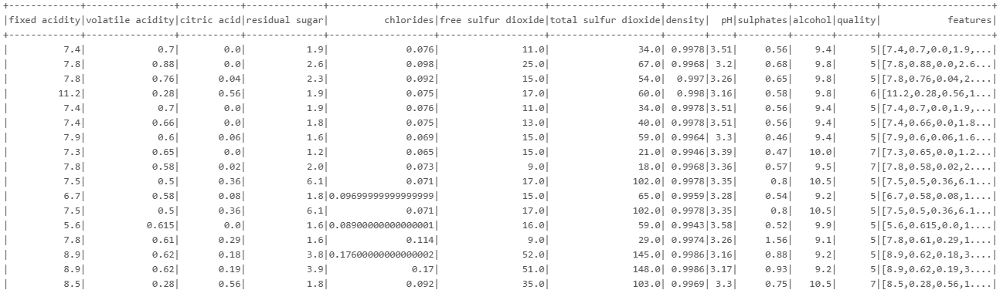 +-------------+----------------+-----------+--------------+-------------------+-------------------+--------------------+-------+----+---------+-------+-------+--------------------+
|fixed acidity|volatile acidity|citric acid|residual sugar|          chlorides|free sulfur dioxide|total sulfur dioxide|density|  pH|sulphates|alcohol|quality|            features|
+-------------+----------------+-----------+--------------+-------------------+-------------------+--------------------+-------+----+---------+-------+-------+--------------------+
|          7.4|             0.7|        0.0|           1.9|              0.076|               11.0|                34.0| 0.9978|3.51|     0.56|    9.4|      5|[7.4,0.7,0.0,1.9,...|
|          7.8|            0.88|        0.0|           2.6|              0.098|               25.0|                67.0| 0.9968| 3.2|     0.68|    9.8|      5|[7.8,0.88,0.0,2.6...|
|          7.8|            0.76|       0.04|           2.3|              0.092|               15.0|                54.0|  0.997|3.26|     0.65|    9.8|      5|[7.8,0.76,0.04,2....|
|         11.2|            0.28|       0.56|           1.9|              0.075|               17.0|                60.0|  0.998|3.16|     0.58|    9.8|      6|[11.2,0.28,0.56,1...|
|          7.4|             0.7|        0.0|           1.9|              0.076|               11.0|                34.0| 0.9978|3.51|     0.56|    9.4|      5|[7.4,0.7,0.0,1.9,...|
|          7.4|            0.66|        0.0|           1.8|              0.075|               13.0|                40.0| 0.9978|3.51|     0.56|    9.4|      5|[7.4,0.66,0.0,1.8...|
|          7.9|             0.6|       0.06|           1.6|              0.069|               15.0|                59.0| 0.9964| 3.3|     0.46|    9.4|      5|[7.9,0.6,0.06,1.6...|
|          7.3|            0.65|        0.0|           1.2|              0.065|               15.0|                21.0| 0.9946|3.39|     0.47|   10.0|      7|[7.3,0.65,0.0,1.2...|
|          7.8|            0.58|       0.02|           2.0|              0.073|                9.0|                18.0| 0.9968|3.36|     0.57|    9.5|      7|[7.8,0.58,0.02,2....|
|          7.5|             0.5|       0.36|           6.1|              0.071|               17.0|               102.0| 0.9978|3.35|      0.8|   10.5|      5|[7.5,0.5,0.36,6.1...|
|          6.7|            0.58|       0.08|           1.8|0.09699999999999999|               15.0|                65.0| 0.9959|3.28|     0.54|    9.2|      5|[6.7,0.58,0.08,1....|
|          7.5|             0.5|       0.36|           6.1|              0.071|               17.0|               102.0| 0.9978|3.35|      0.8|   10.5|      5|[7.5,0.5,0.36,6.1...|
|          5.6|           0.615|        0.0|           1.6|0.08900000000000001|               16.0|                59.0| 0.9943|3.58|     0.52|    9.9|      5|[5.6,0.615,0.0,1....|
|          7.8|            0.61|       0.29|           1.6|              0.114|                9.0|                29.0| 0.9974|3.26|     1.56|    9.1|      5|[7.8,0.61,0.29,1....|
|          8.9|            0.62|       0.18|           3.8|0.17600000000000002|               52.0|               145.0| 0.9986|3.16|     0.88|    9.2|      5|[8.9,0.62,0.18,3....|
|          8.9|            0.62|       0.19|           3.9|               0.17|               51.0|               148.0| 0.9986|3.17|     0.93|    9.2|      5|[8.9,0.62,0.19,3....|
|          8.5|            0.28|       0.56|           1.8|              0.092|               35.0|               103.0| 0.9969| 3.3|     0.75|   10.5|      7|[8.5,0.28,0.56,1....|